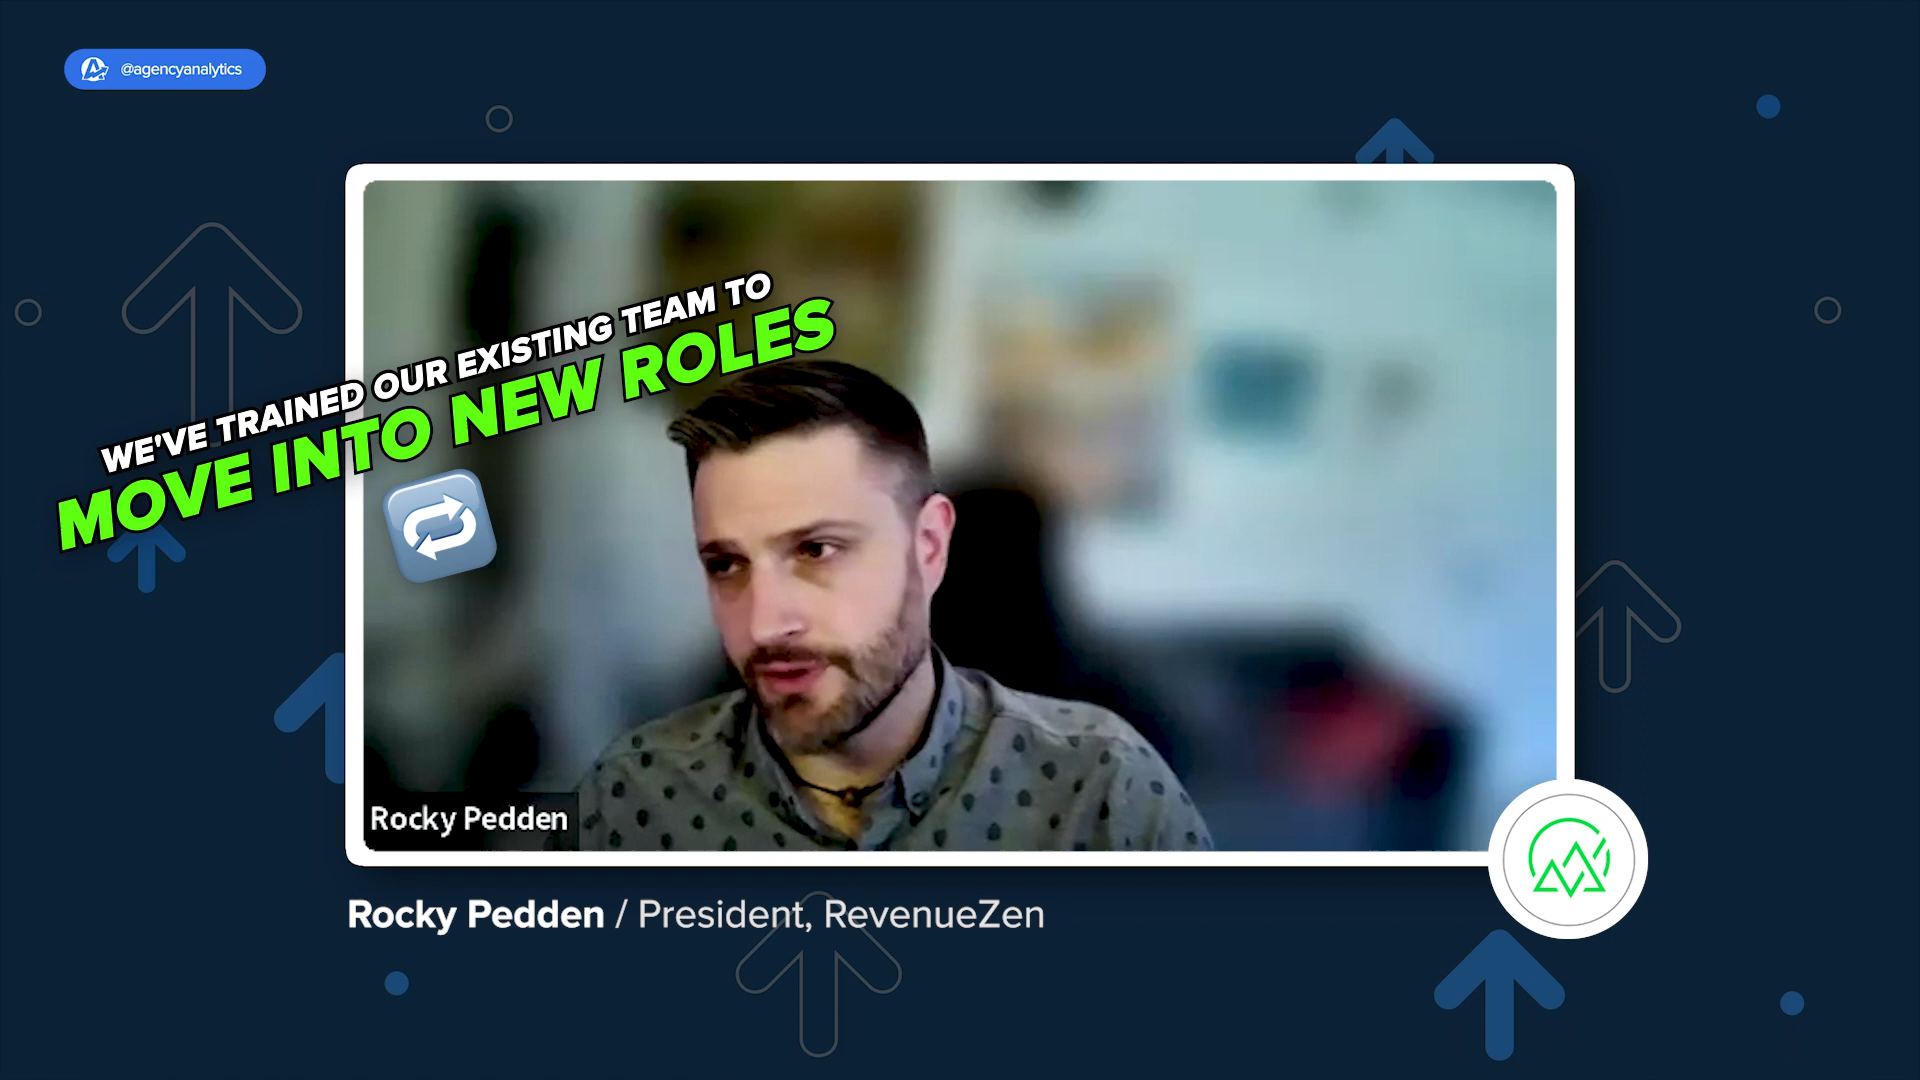 @agencyanalytics
WE'VE TRAINED OUR EXISTING TEAM TO
MOVE INTO NEW ROLES
Rocky Pedden
Rocky Pedden / President, RevenueZen